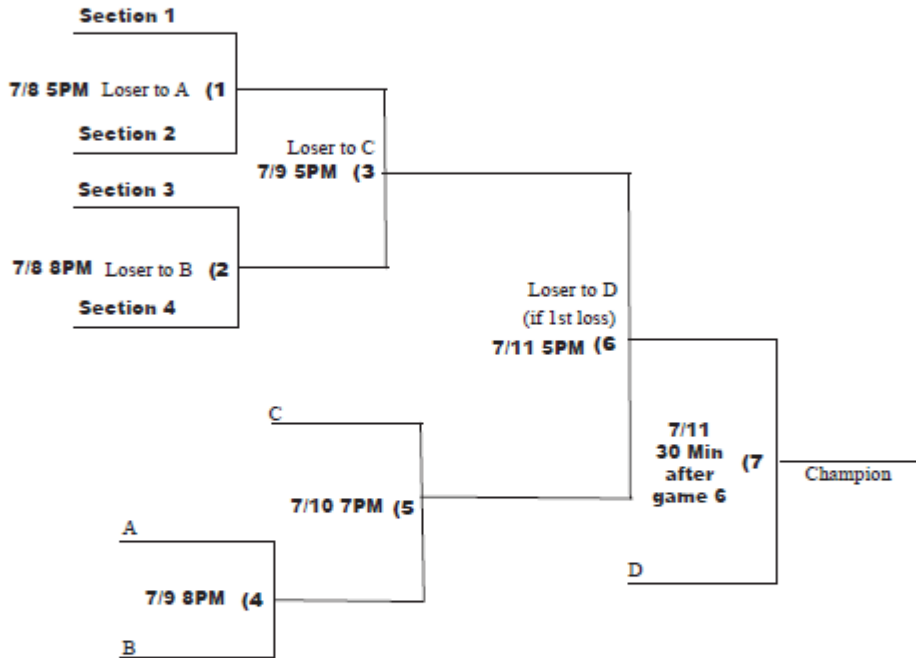 Section 1
7/8 5PM Loser to A (1
Section 2
Loser to C
7/9 5PM (3
Section 3
7/8 8PM Loser to B (2
Section 4
Loser to D
(if 1st loss)
7/11 5PM (6
C
7/11
30 Min
after
game 6
(7
Champion
7/10 7PM (5
A
D
7/9 8PM (4
B